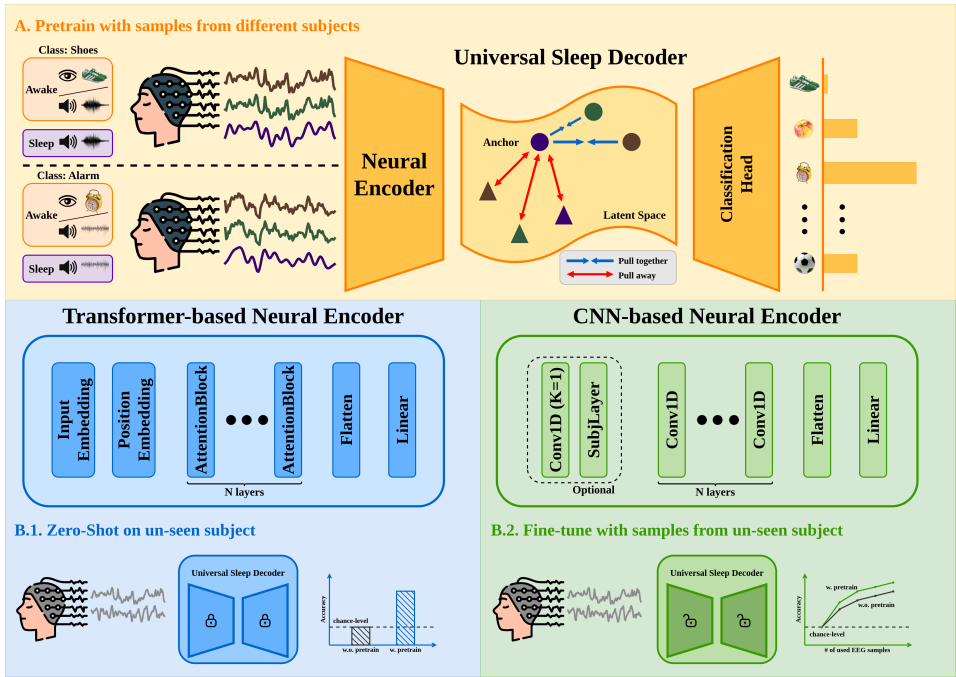 A. Pretrain with samples from different subjects
Class: Shoes
Awake
Sleep
Class: Alarm
Awake
Sleep
Neural
Encoder
Universal Sleep Decoder
Anchor
Latent Space
Pull together
Pull away
Classification
Head
Transformer-based Neural Encoder
Input
Embedding
Position
Embedding
AttentionBlock
AttentionBlock
Flatten
Linear
N layers
CNN-based Neural Encoder
Conv1D (K=1)
SubjLayer
Optional
Conv1D
Conv1D
Flatten
Linear
N layers
B.1. Zero-Shot on un-seen subject
Universal Sleep Decoder
Accuracy
chance-level
w.o. pretrain
w. pretrain
B.2. Fine-tune with samples from un-seen subject
Universal Sleep Decoder
Accuracy
w. pretrain
w.o. pretrain
chance-level
# of used EEG samples